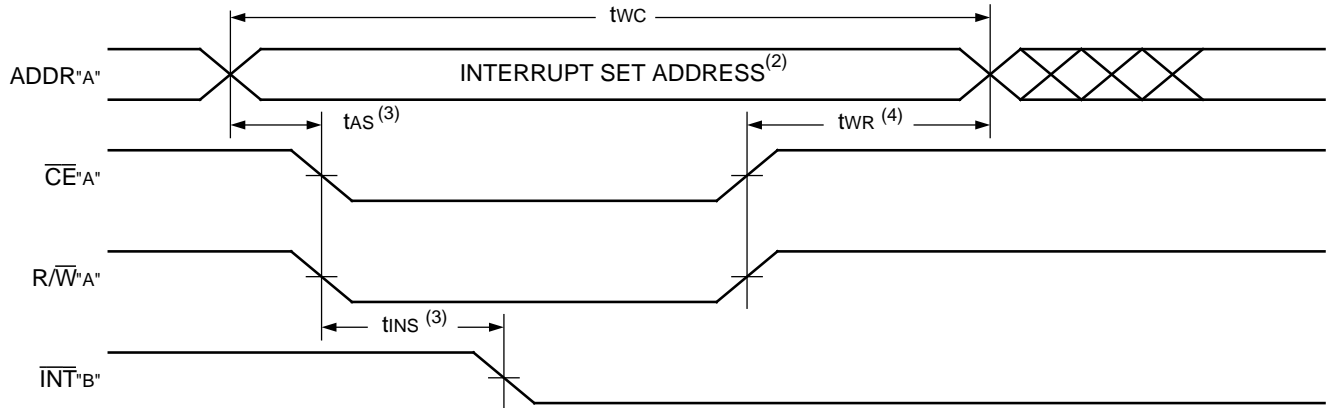 tWC
ADDR"A"
INTERRUPT SET ADDRESS(2)
tAS (3)
tWR (4)
CE"A"
R/W"A"
tINS (3)
INT"B"